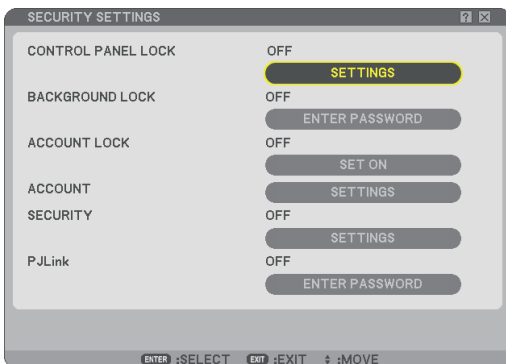 SECURITY SETTINGS
CONTROL PANEL LOCK OFF
SETTINGS
BACKGROUND LOCK OFF
ENTER PASSWORD
ACCOUNT LOCK OFF
SET ON
ACCOUNT SETTINGS
SECURITY OFF
SETTINGS
PJLink OFF
ENTER PASSWORD
ENTER :SELECT EXIT :EXIT :MOVE